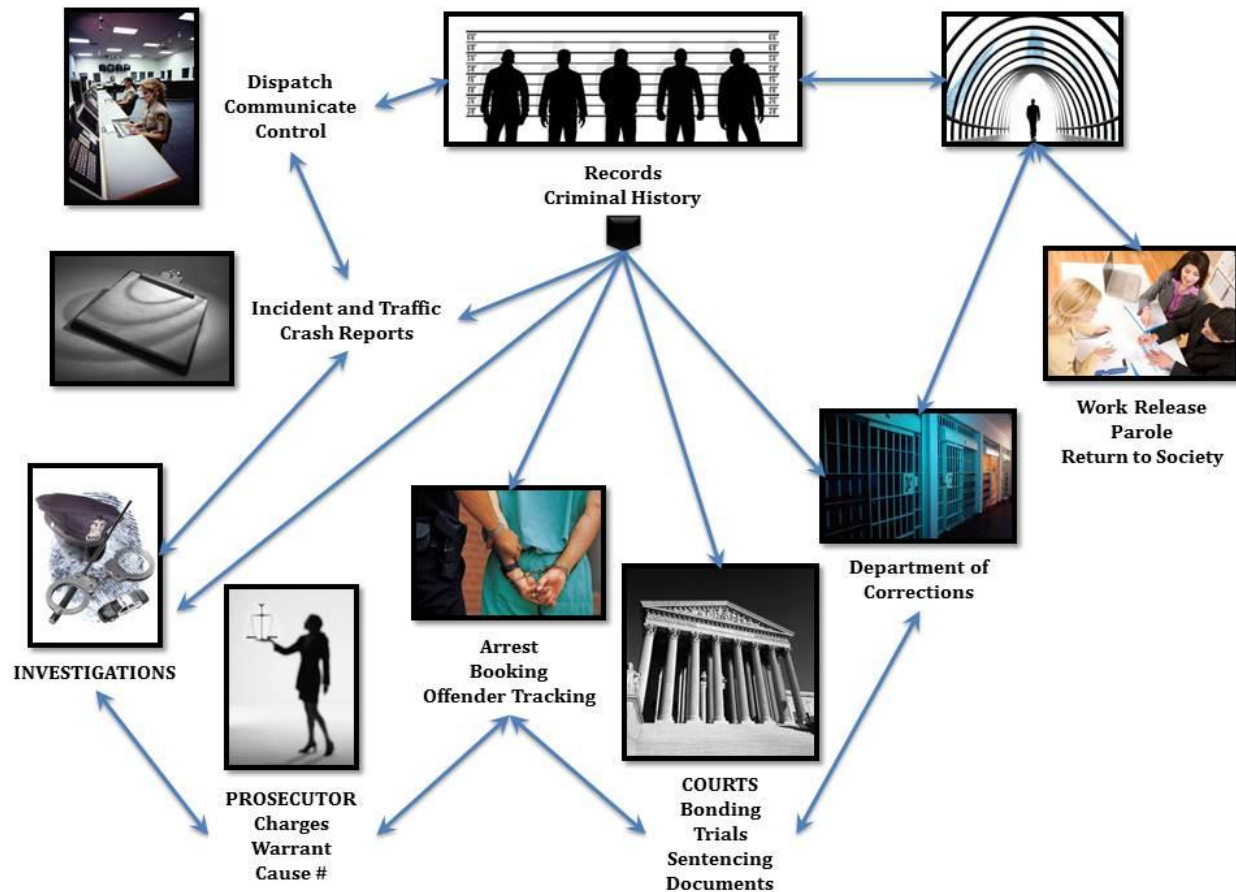 Dispatch
Communicate
Control
Records
Criminal History
Incident and Traffic
Crash Reports
Work Release
Parole
Return to Society
Department of
Corrections
INVESTIGATIONS
Arrest
Booking
Offender Tracking
PROSECUTOR
Charges
Warrant
Cause #
COURTS
Bonding
Trials
Sentencing
Documents